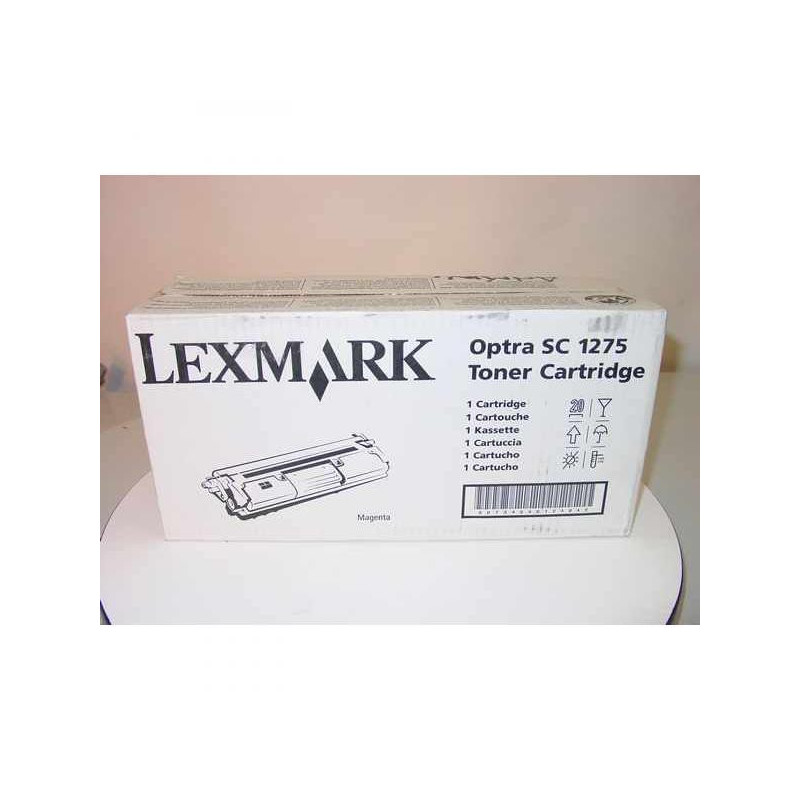 LEXMARK
Optra SC 1275
Toner Cartridge
1 Cartridge
1 Cartouche
1 Kassette
1 Cartuccia
1 Cartucho
1 Cartucho
20
Magenta